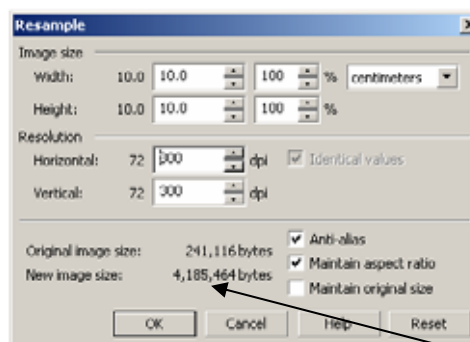 Resample
Image size
Width: 10.0 10.0 100 % centimeters
Height: 10.0 10.0 100 %
Resolution
Horizontal: 72 300 dpi Identical values
Vertical: 72 300 dpi
Original image size: 241,116 bytes Anti-alias
New image size: 4,185,464 bytes Maintain aspect ratio
Maintain original size
OK Cancel Help Reset